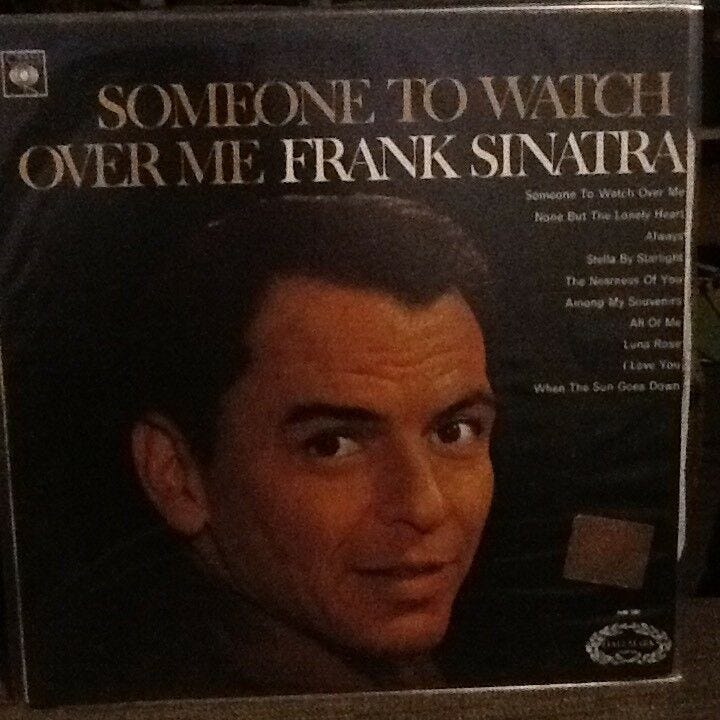 SOMEONE TO WATCH
OVER ME FRANK SINATRA
Someone To Watch Over Me
None But The Lonely Heart
Always
Stella By Starlight
The Nearness Of You
Among My Souvenirs
All Of Me
Luna Rose
I Love You
When The Sun Goes Down
HALLMARK